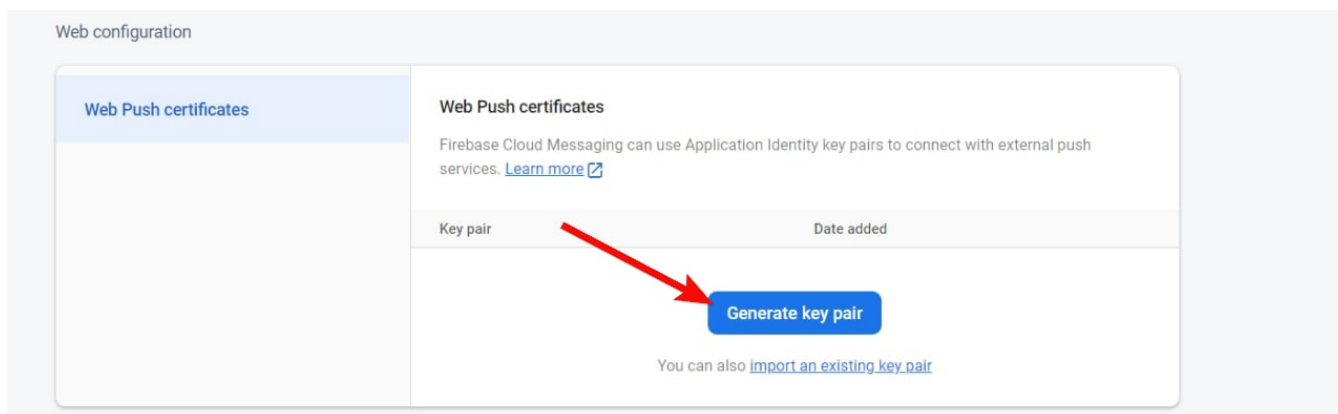 Web configuration
Web Push certificates
Web Push certificates
Firebase Cloud Messaging can use Application Identity key pairs to connect with external push
services. Learn more
Key pair Date added
Generate key pair
You can also import an existing key pair